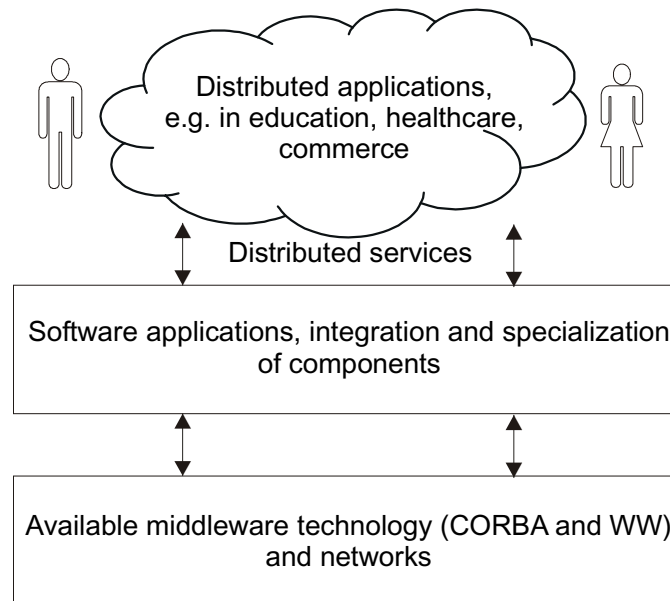 Distributed applications,
e.g. in education, healthcare,
commerce
Distributed services
Software applications, integration and specialization
of components
Available middleware technology (CORBA and WW)
and networks